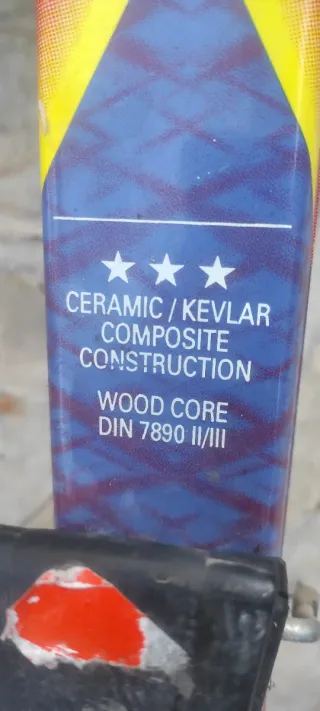 CERAMIC / KEVLAR
COMPOSITE
CONSTRUCTION
WOOD CORE
DIN 7890 II/III